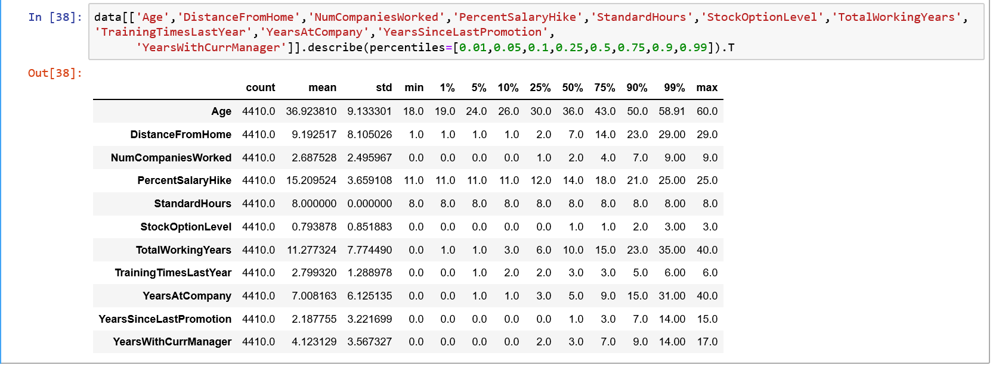 In [38]: data[['Age','DistanceFromHome','NumCompaniesWorked','PercentSalaryHike','StandardHours','StockOptionLevel','TotalWorkingYears',
'TrainingTimesLastYear','YearsAtCompany','YearsSinceLastPromotion',
'YearsWithCurrManager']].describe(percentiles=[0.01,0.05,0.1,0.25,0.5,0.75,0.9,0.99]).T
Out[38]:
count mean std min 1% 5% 10% 25% 50% 75% 90% 99% max
Age 4410.0 36.923810 9.133301 18.0 19.0 24.0 26.0 30.0 36.0 43.0 50.0 58.91 60.0
DistanceFromHome 4410.0 9.192517 8.105026 1.0 1.0 1.0 1.0 2.0 7.0 14.0 23.0 29.00 29.0
NumCompaniesWorked 4410.0 2.687528 2.495967 0.0 0.0 0.0 0.0 1.0 2.0 4.0 7.0 9.00 9.0
PercentSalaryHike 4410.0 15.209524 3.659108 11.0 11.0 11.0 11.0 12.0 14.0 18.0 21.0 25.00 25.0
StandardHours 4410.0 8.000000 0.000000 8.0 8.0 8.0 8.0 8.0 8.0 8.0 8.0 8.00 8.0
StockOptionLevel 4410.0 0.793878 0.851883 0.0 0.0 0.0 0.0 0.0 1.0 1.0 2.0 3.00 3.0
TotalWorkingYears 4410.0 11.277324 7.774490 0.0 1.0 1.0 3.0 6.0 10.0 15.0 23.0 35.00 40.0
TrainingTimesLastYear 4410.0 2.799320 1.288978 0.0 0.0 1.0 2.0 2.0 3.0 3.0 5.0 6.00 6.0
YearsAtCompany 4410.0 7.008163 6.125135 0.0 0.0 1.0 1.0 3.0 5.0 9.0 15.0 31.00 40.0
YearsSinceLastPromotion 4410.0 2.187755 3.221699 0.0 0.0 0.0 0.0 0.0 1.0 3.0 7.0 14.00 15.0
YearsWithCurrManager 4410.0 4.123129 3.567327 0.0 0.0 0.0 0.0 2.0 3.0 7.0 9.0 14.00 17.0